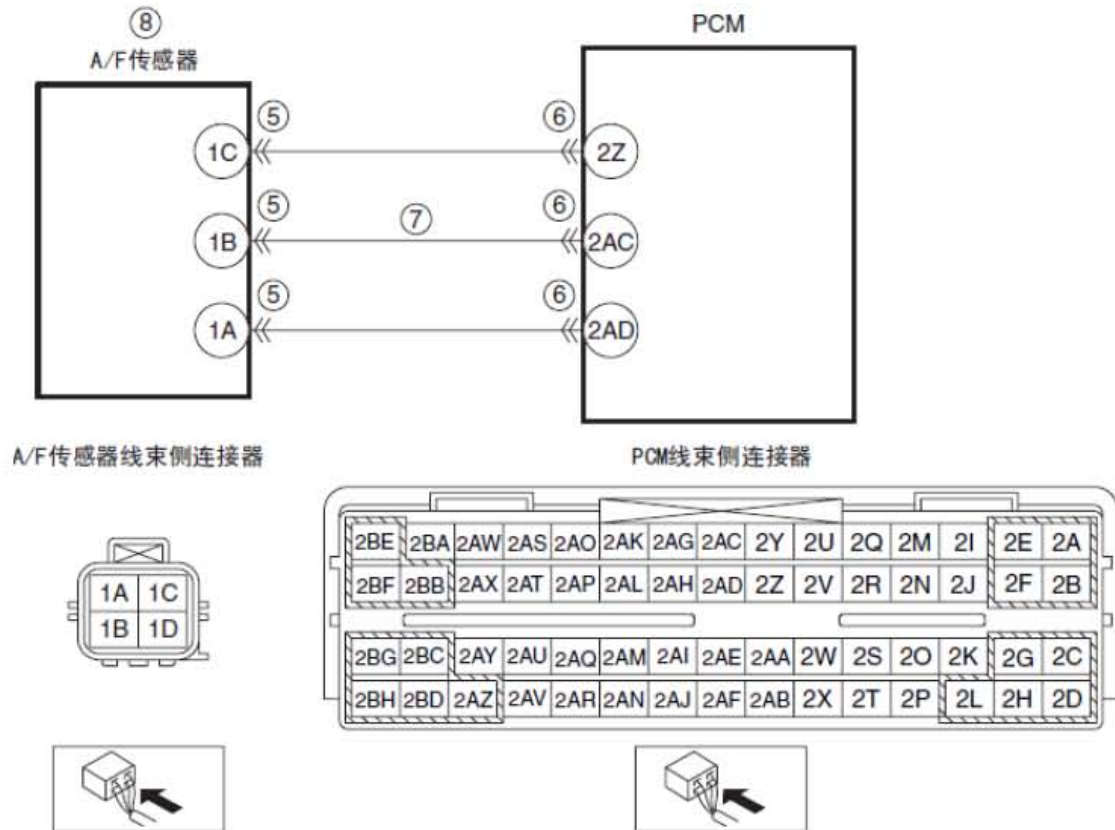 ⑧
A/F传感器
PCM
⑤ ⑥
1C 2Z
⑤ ⑦ ⑥
1B 2AC
⑤ ⑥
1A 2AD
A/F传感器线束侧连接器
PCM线束侧连接器
1A 1C
1B 1D
2BE 2BA 2AW 2AS 2AO 2AK 2AG 2AC 2Y 2U 2Q 2M 2I 2E 2A
2BF 2BB 2AX 2AT 2AP 2AL 2AH 2AD 2Z 2V 2R 2N 2J 2F 2B
2BG 2BC 2AY 2AU 2AQ 2AM 2AI 2AE 2AA 2W 2S 2O 2K 2G 2C
2BH 2BD 2AZ 2AV 2AR 2AN 2AJ 2AF 2AB 2X 2T 2P 2L 2H 2D